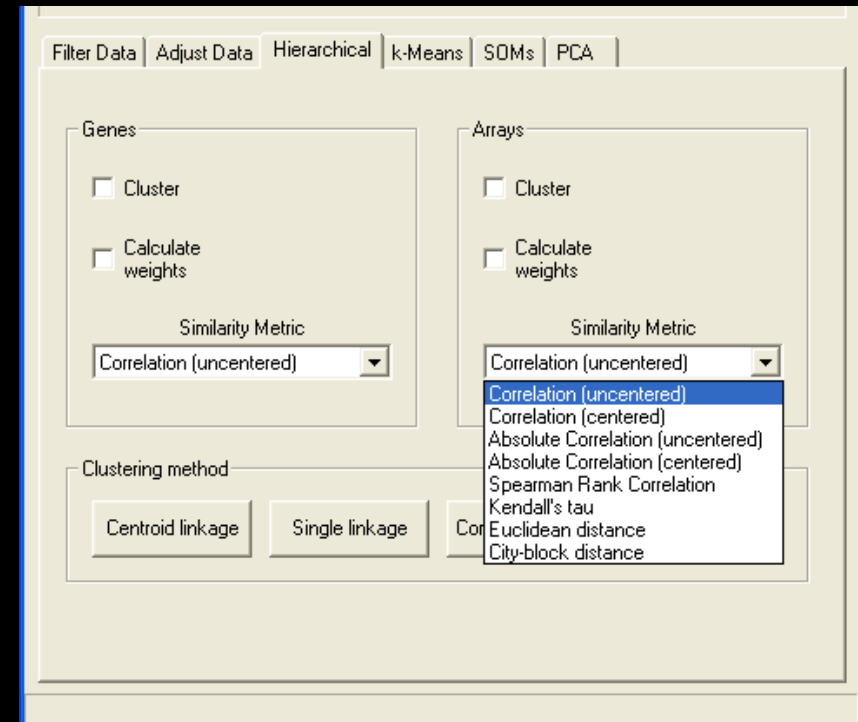 Filter Data Adjust Data Hierarchical k-Means SOMs PCA
Genes
Cluster
Calculate
weights
Similarity Metric
Correlation (uncentered)
Arrays
Cluster
Calculate
weights
Similarity Metric
Correlation (uncentered)
Correlation (uncentered)
Correlation (centered)
Absolute Correlation (uncentered)
Absolute Correlation (centered)
Spearman Rank Correlation
Kendall's tau
Euclidean distance
City-block distance
Clustering method
Centroid linkage Single linkage